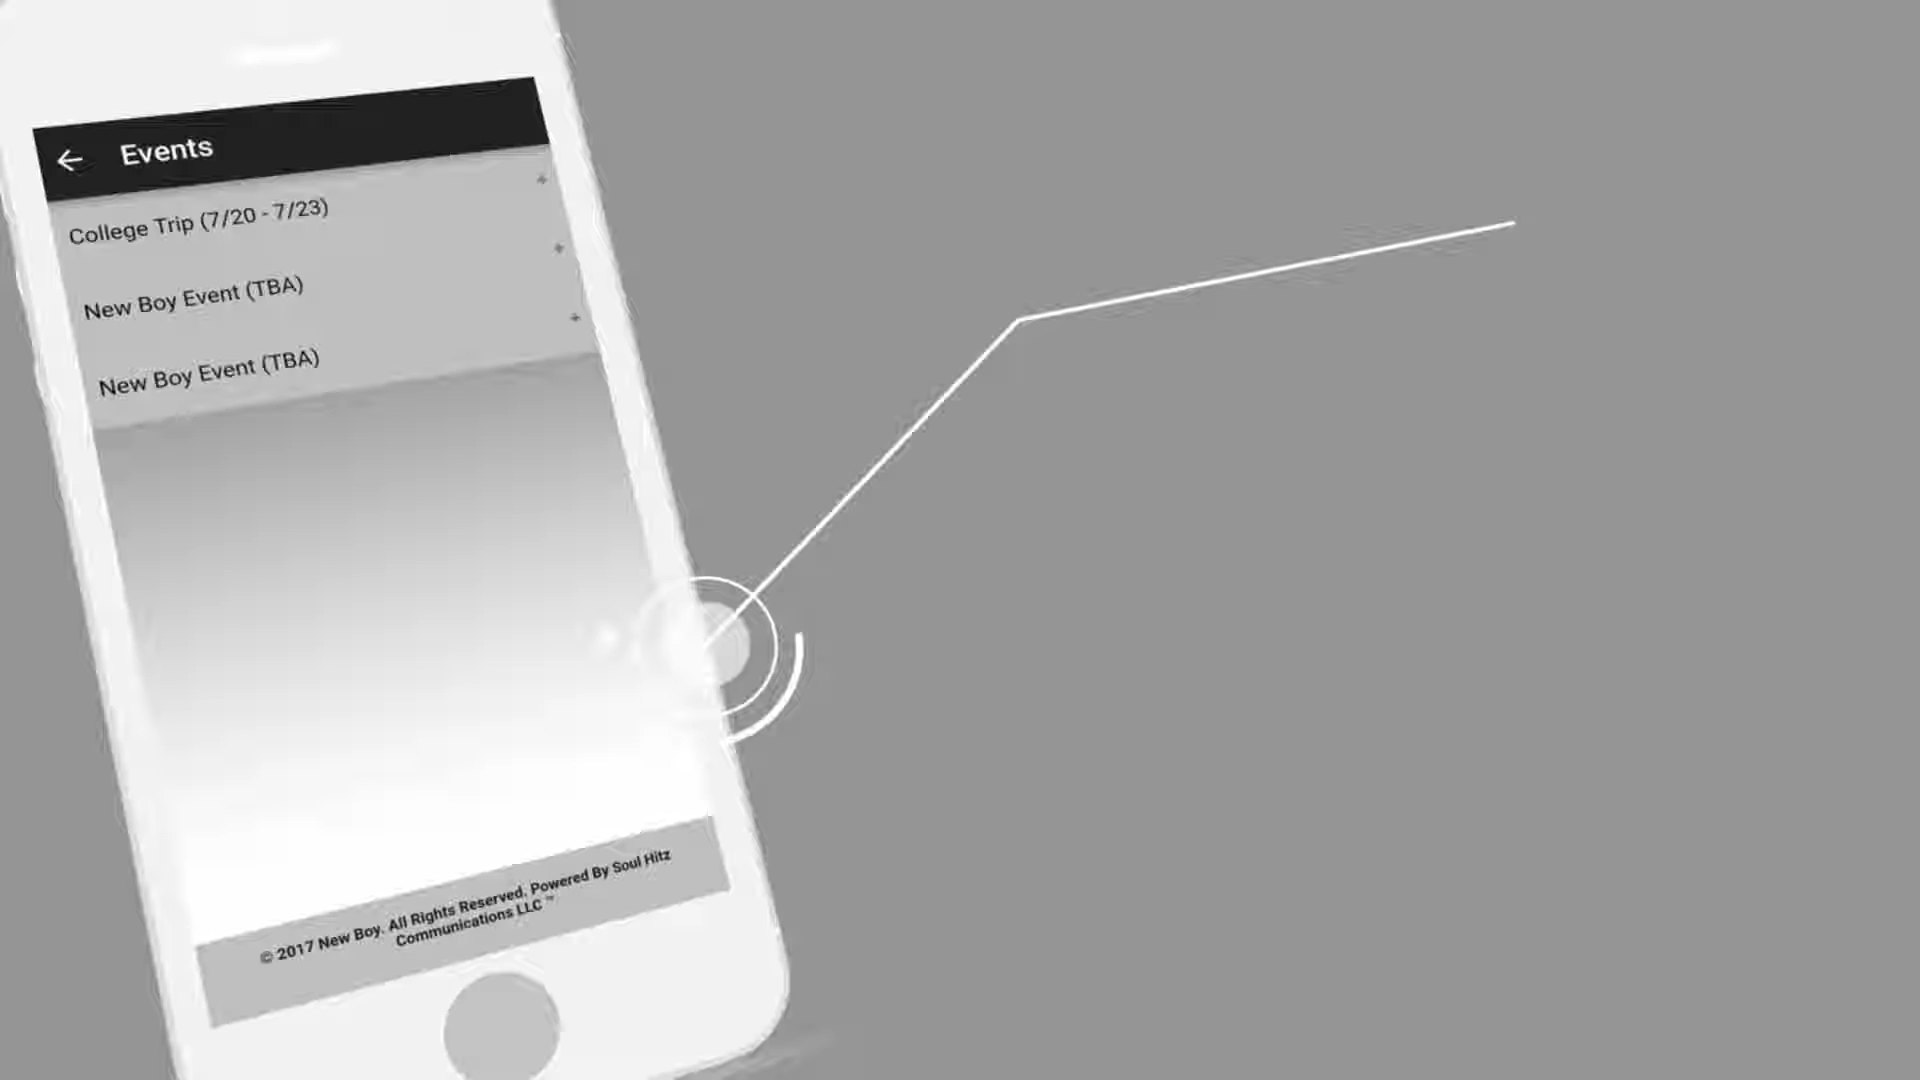 Events
College Trip (7/20 - 7/23)
New Boy Event (TBA)
New Boy Event (TBA)
© 2017 New Boy. All Rights Reserved. Powered By Soul Hitz
Communications LLC ™